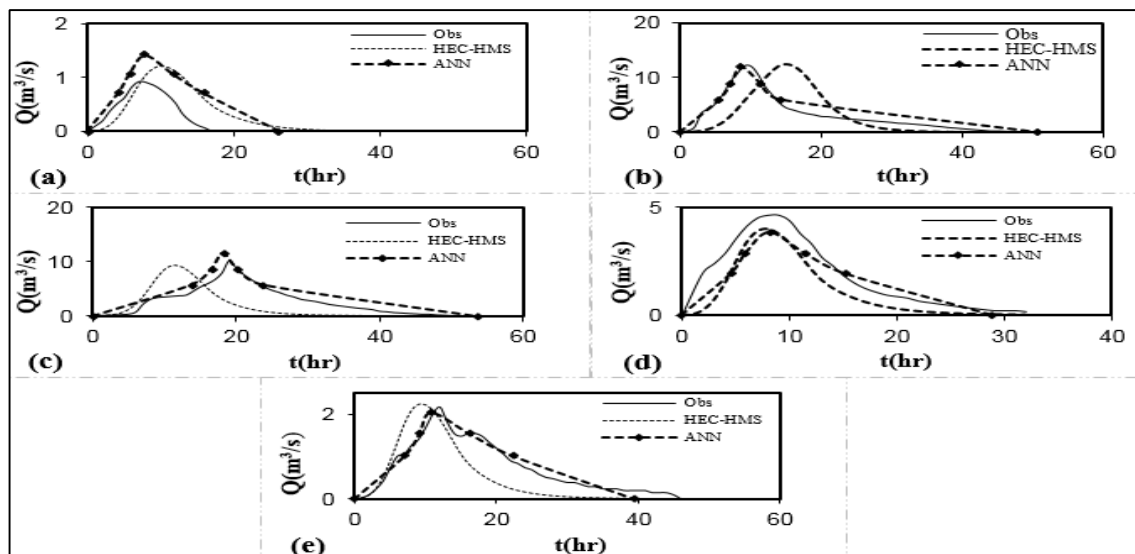 2
Q(m³/s)
1
0
Obs
HEC-HMS
ANN
0 20 40 60
(a)
t(hr)
20
Q(m³/s)
10
0
Obs
HEC-HMS
ANN
0 20 40 60
(b)
t(hr)
20
Q(m³/s)
10
0
Obs
HEC-HMS
ANN
0 20 40 60
(c)
t(hr)
5
Q(m³/s)
0
Obs
HEC-HMS
ANN
0 10 20 30 40
(d)
t(hr)
2
Q(m³/s)
0
Obs
HEC-HMS
ANN
0 20 40 60
(e)
t(hr)